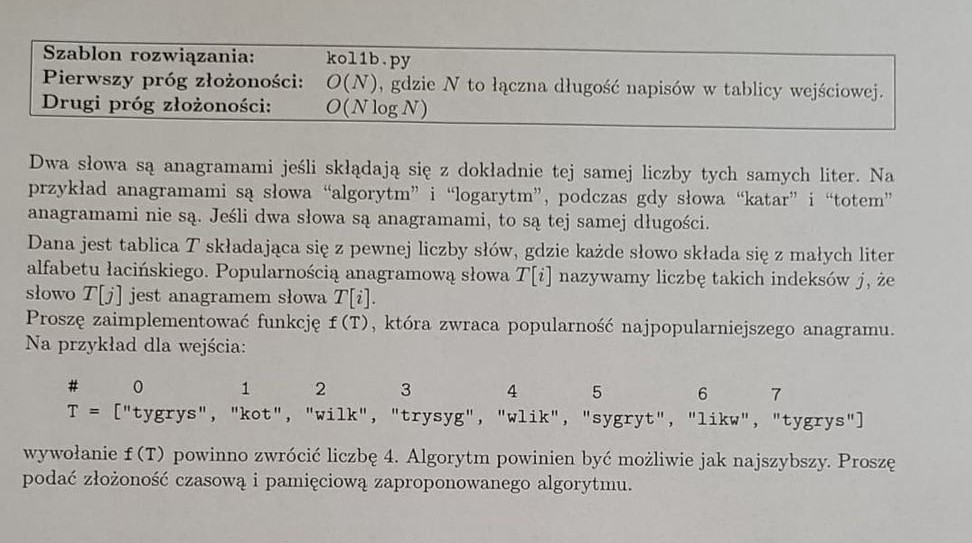 Szablon rozwiązania: kol1b.py
Pierwszy próg złożoności: O(N), gdzie N to łączna długość napisów w tablicy wejściowej.
Drugi próg złożoności: O(N log N)
Dwa słowa są anagramami jeśli skłądają się z dokładnie tej samej liczby tych samych liter. Na
przykład anagramami są słowa “algorytm” i “logarytm”, podczas gdy słowa “katar” i “totem”
anagramami nie są. Jeśli dwa słowa są anagramami, to są tej samej długości.
Dana jest tablica T składająca się z pewnej liczby słów, gdzie każde słowo składa się z małych liter
alfabetu łacińskiego. Popularnością anagramową słowa T[i] nazywamy liczbę takich indeksów j, że
słowo T[j] jest anagramem słowa T[i].
Proszę zaimplementować funkcję f(T), która zwraca popularność najpopularniejszego anagramu.
Na przykład dla wejścia:
# 0 1 2 3 4 5 6 7
T = ["tygrys", "kot", "wilk", "trysyg", "wlik", "sygryt", "likw", "tygrys"]
wywołanie f(T) powinno zwrócić liczbę 4. Algorytm powinien być możliwie jak najszybszy. Proszę
podać złożoność czasową i pamięciową zaproponowanego algorytmu.